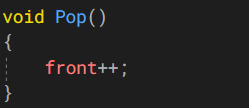 void Pop()
{
    front++;
}